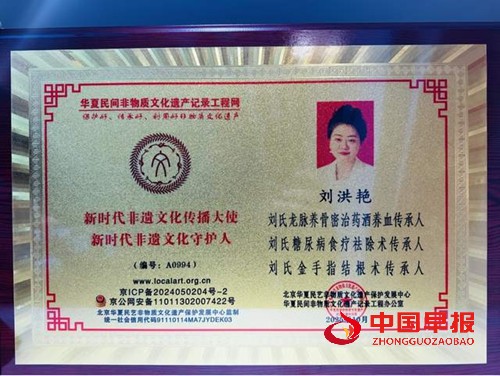 华夏民间非物质文化遗产记录工程网
保护好、传承好、利用好非物质文化遗产
新时代非遗文化传播大使
新时代非遗文化守护人
（编号：A0994）
www.localart.org.cn
京ICP备2024050204号-2
京公网安备11011302007422号
北京华夏民艺非物质文化遗产保护发展中心监制
统一社会信用代码91110114MA7JYDEK03
刘洪艳
刘氏龙脉养骨密治药酒养血传承人
刘氏糖尿病食疗祛除术传承人
刘氏金手指结根术传承人
北京华夏民艺非物质文化遗产保护发展中心
华夏民间非物质文化遗产记录工程办公室
中国早报
ZHONGGUOZAOBAO